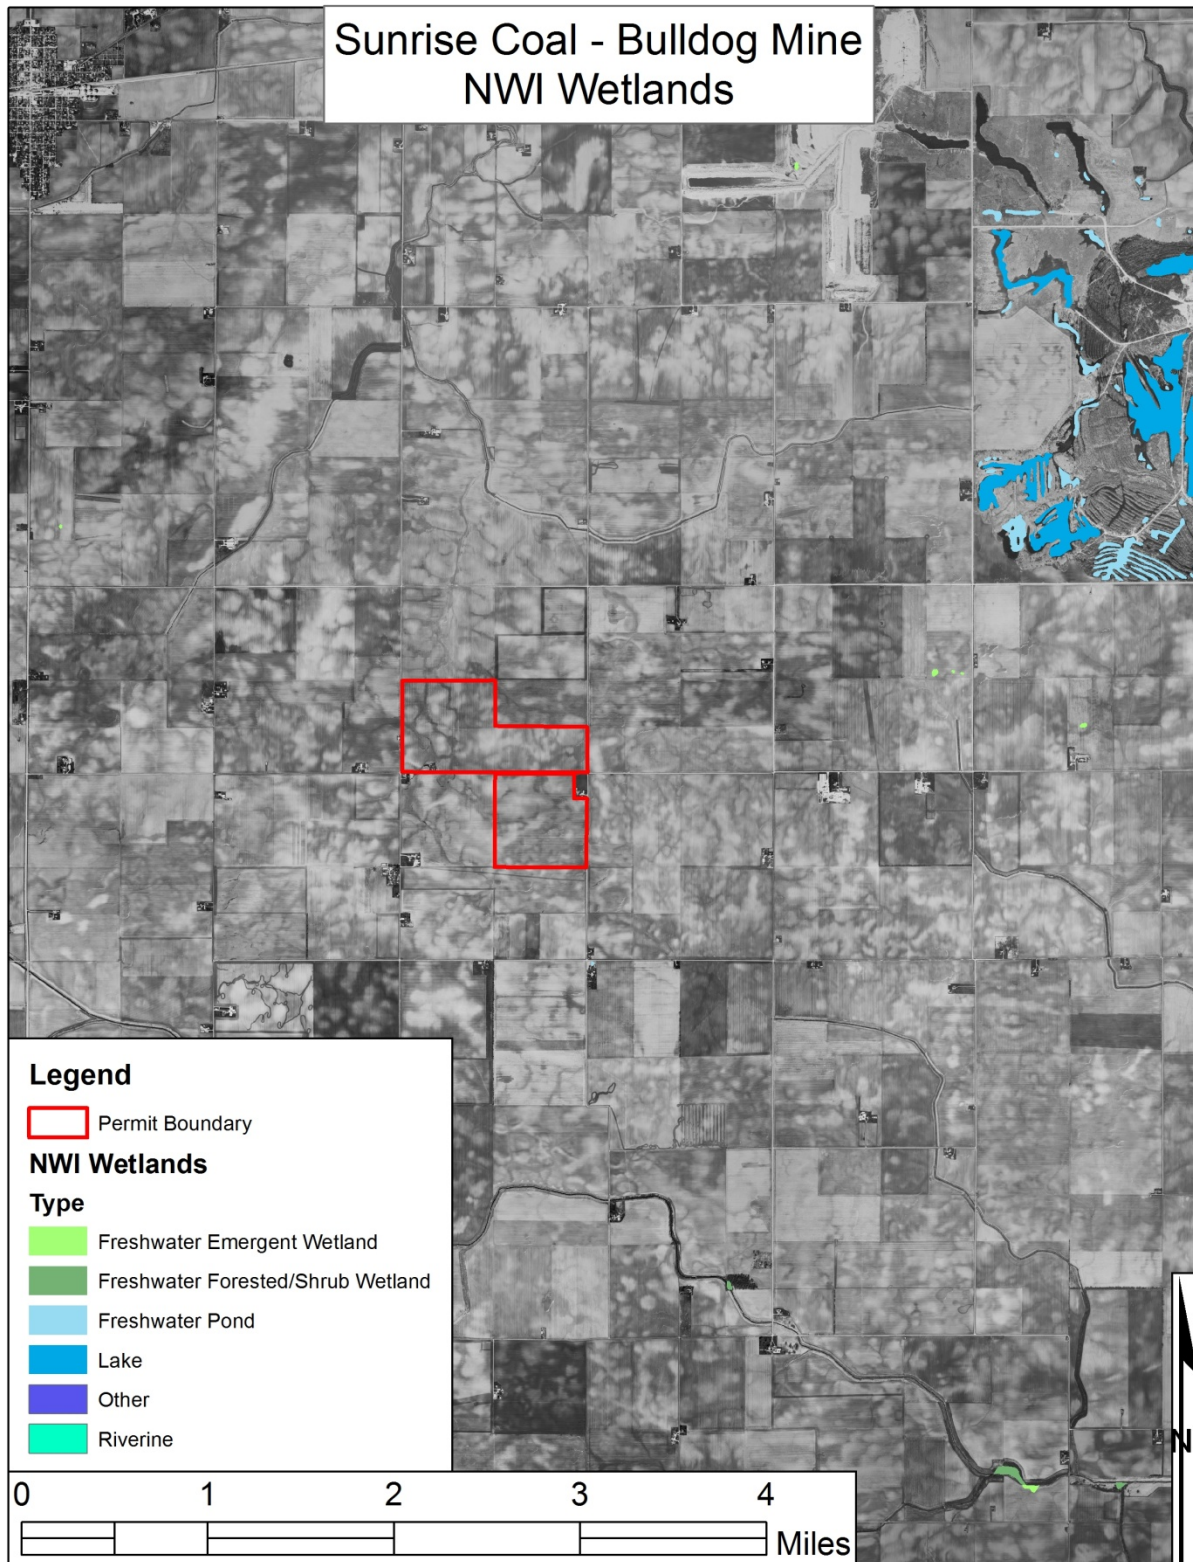 Sunrise Coal - Bulldog Mine
NWI Wetlands
Legend
Permit Boundary
NWI Wetlands
Type
Freshwater Emergent Wetland
Freshwater Forested/Shrub Wetland
Freshwater Pond
Lake
Other
Riverine
N
0 1 2 3 4
Miles